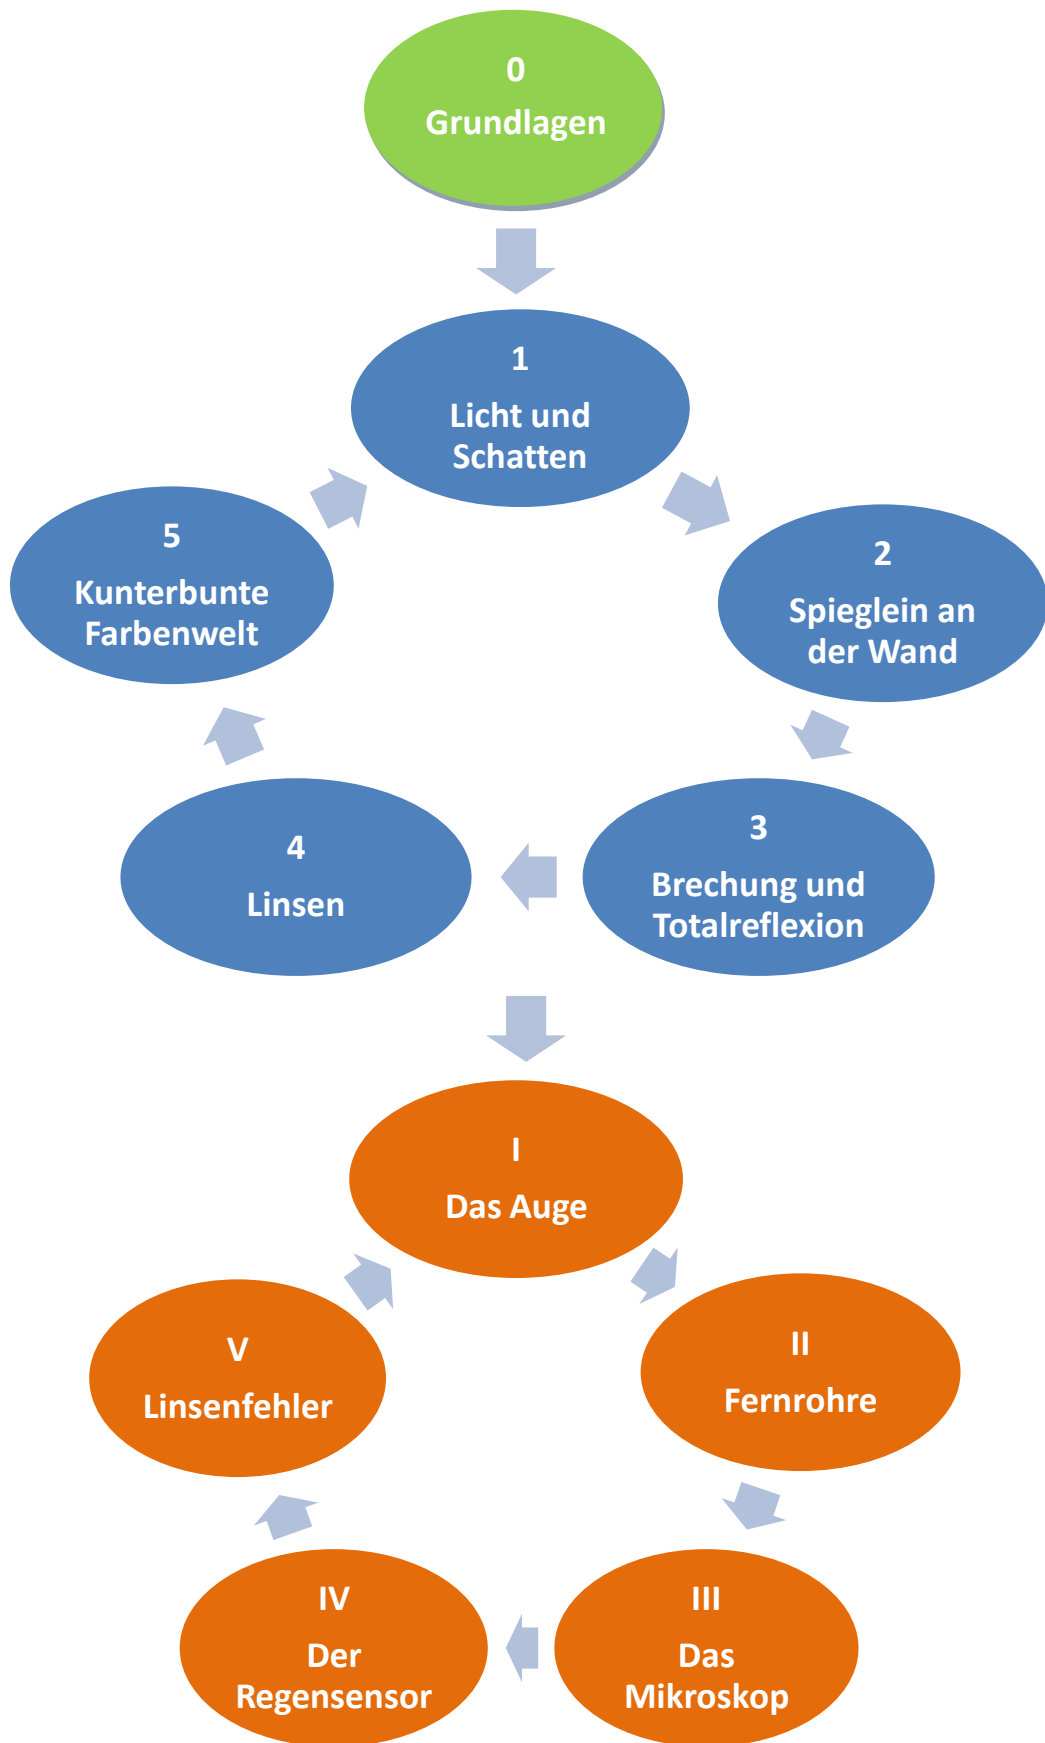 0
Grundlagen
1
Licht und
Schatten
2
Spieglein an
der Wand
3
Brechung und
Totalreflexion
4
Linsen
5
Kunterbunte
Farbenwelt
I
Das Auge
II
Fernrohre
III
Das
Mikroskop
IV
Der
Regensensor
V
Linsenfehler